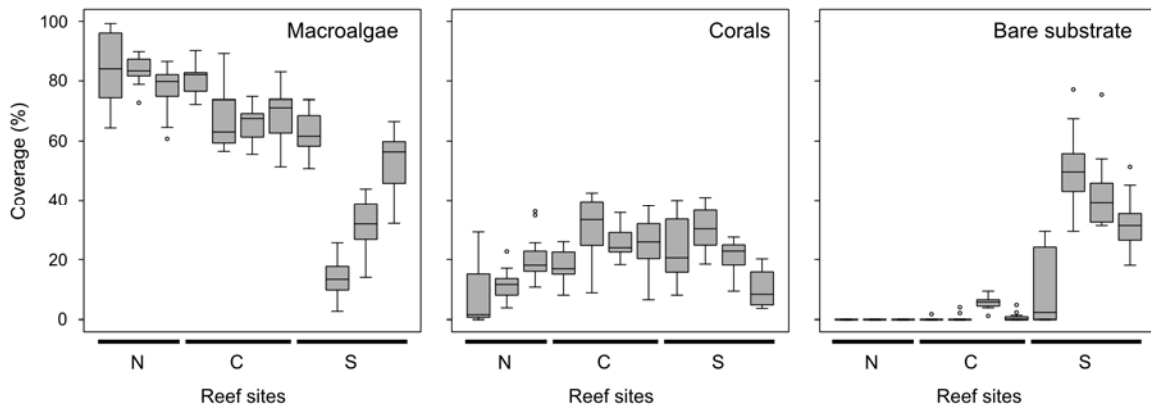 Macroalgae Corals Bare substrate
Coverage (%)
100
80
60
40
20
0
N C S N C S N C S
Reef sites Reef sites Reef sites